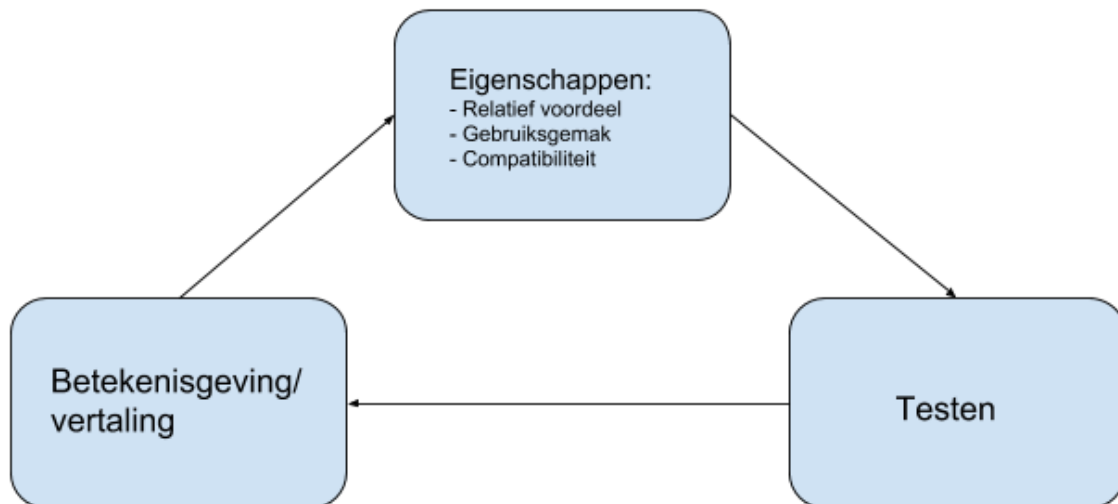 Eigenschappen:
- Relatief voordeel
- Gebruiksgemak
- Compatibiliteit
Betekenisgeving/
vertaling
Testen